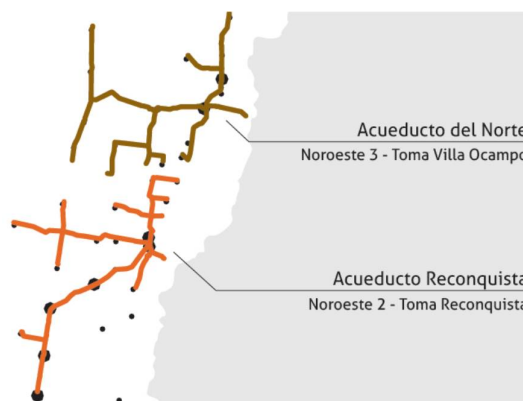 Acueducto del Norte
Noroeste 3 - Toma Villa Ocampo
Acueducto Reconquista
Noroeste 2 - Toma Reconquista